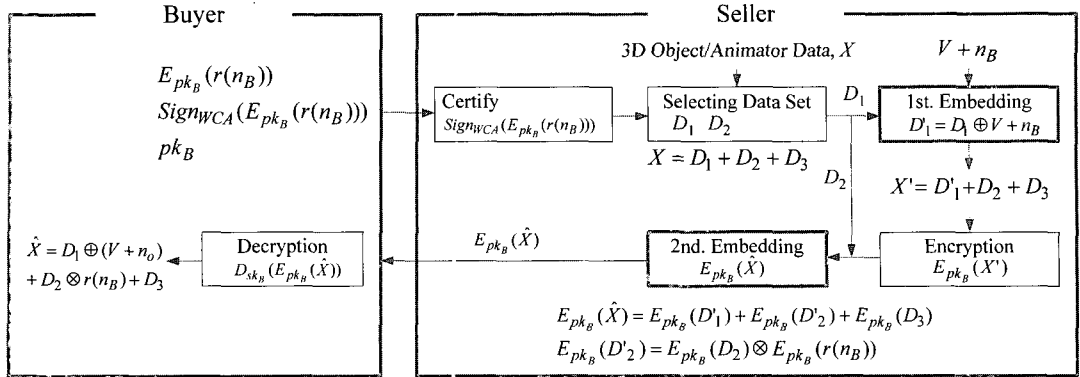 Buyer
Seller
E_{pk_B}(r(n_B))
Sign_{WCA}(E_{pk_B}(r(n_B)))
pk_B
3D Object/Animator Data, X
V + n_B
Certify
Sign_{WCA}(E_{pk_B}(r(n_B)))
Selecting Data Set
D_1 D_2
X = D_1 + D_2 + D_3
D_1
D_2
1st. Embedding
D'_1 = D_1 ⊕ V + n_B
X' = D'_1 + D_2 + D_3
Encryption
E_{pk_B}(X')
2nd. Embedding
E_{pk_B}(X̂)
E_{pk_B}(X̂)
Decryption
D_{sk_B}(E_{pk_B}(X̂))
X̂ = D_1 ⊕ (V + n_o)
+ D_2 ⊗ r(n_B) + D_3
E_{pk_B}(X̂) = E_{pk_B}(D'_1) + E_{pk_B}(D'_2) + E_{pk_B}(D_3)
E_{pk_B}(D'_2) = E_{pk_B}(D_2) ⊗ E_{pk_B}(r(n_B))